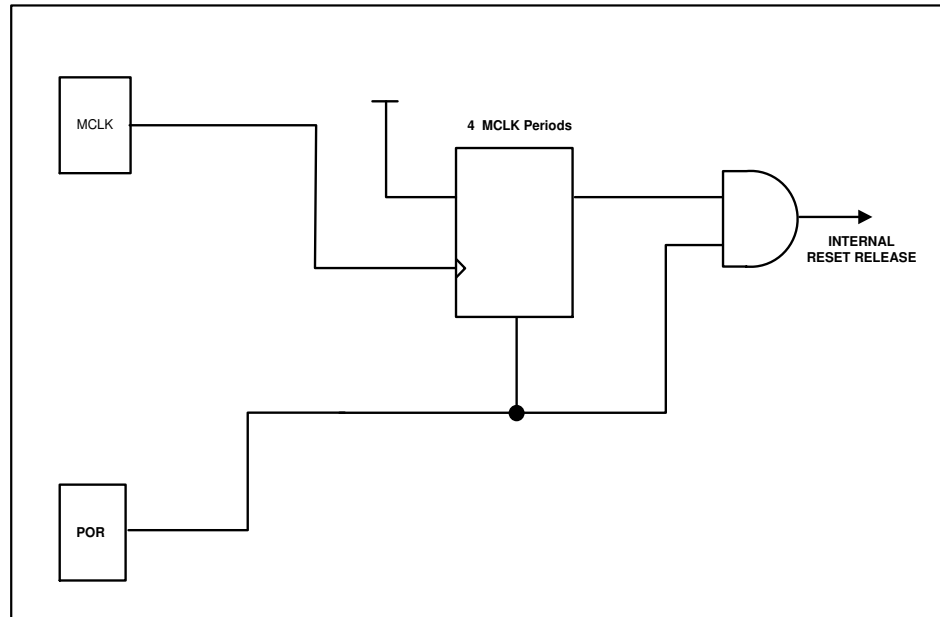 MCLK
4 MCLK Periods
INTERNAL
RESET RELEASE
POR